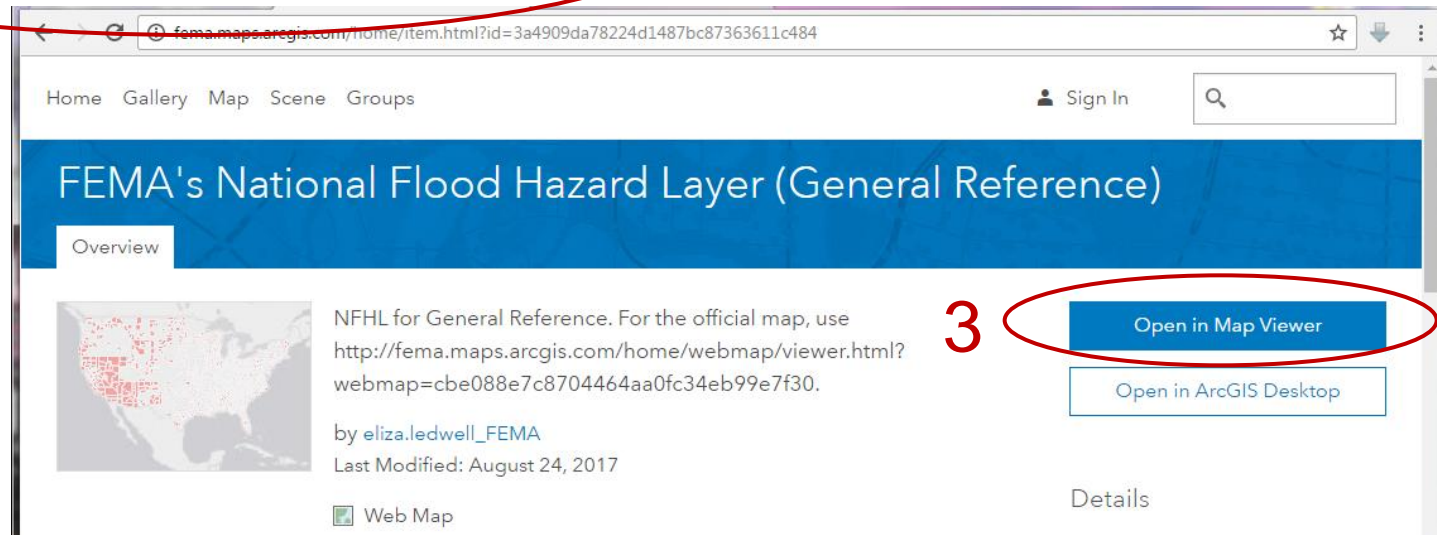 fema.maps.arcgis.com/home/item.html?id=3a4909da78224d1487bc87363611c484
Home Gallery Map Scene Groups Sign In
FEMA's National Flood Hazard Layer (General Reference)
Overview
NFHL for General Reference. For the official map, use
http://fema.maps.arcgis.com/home/webmap/viewer.html?
webmap=cbe088e7c8704464aa0fc34eb99e7f30.
by eliza.ledwell_FEMA
Last Modified: August 24, 2017
Web Map
3
Open in Map Viewer
Open in ArcGIS Desktop
Details